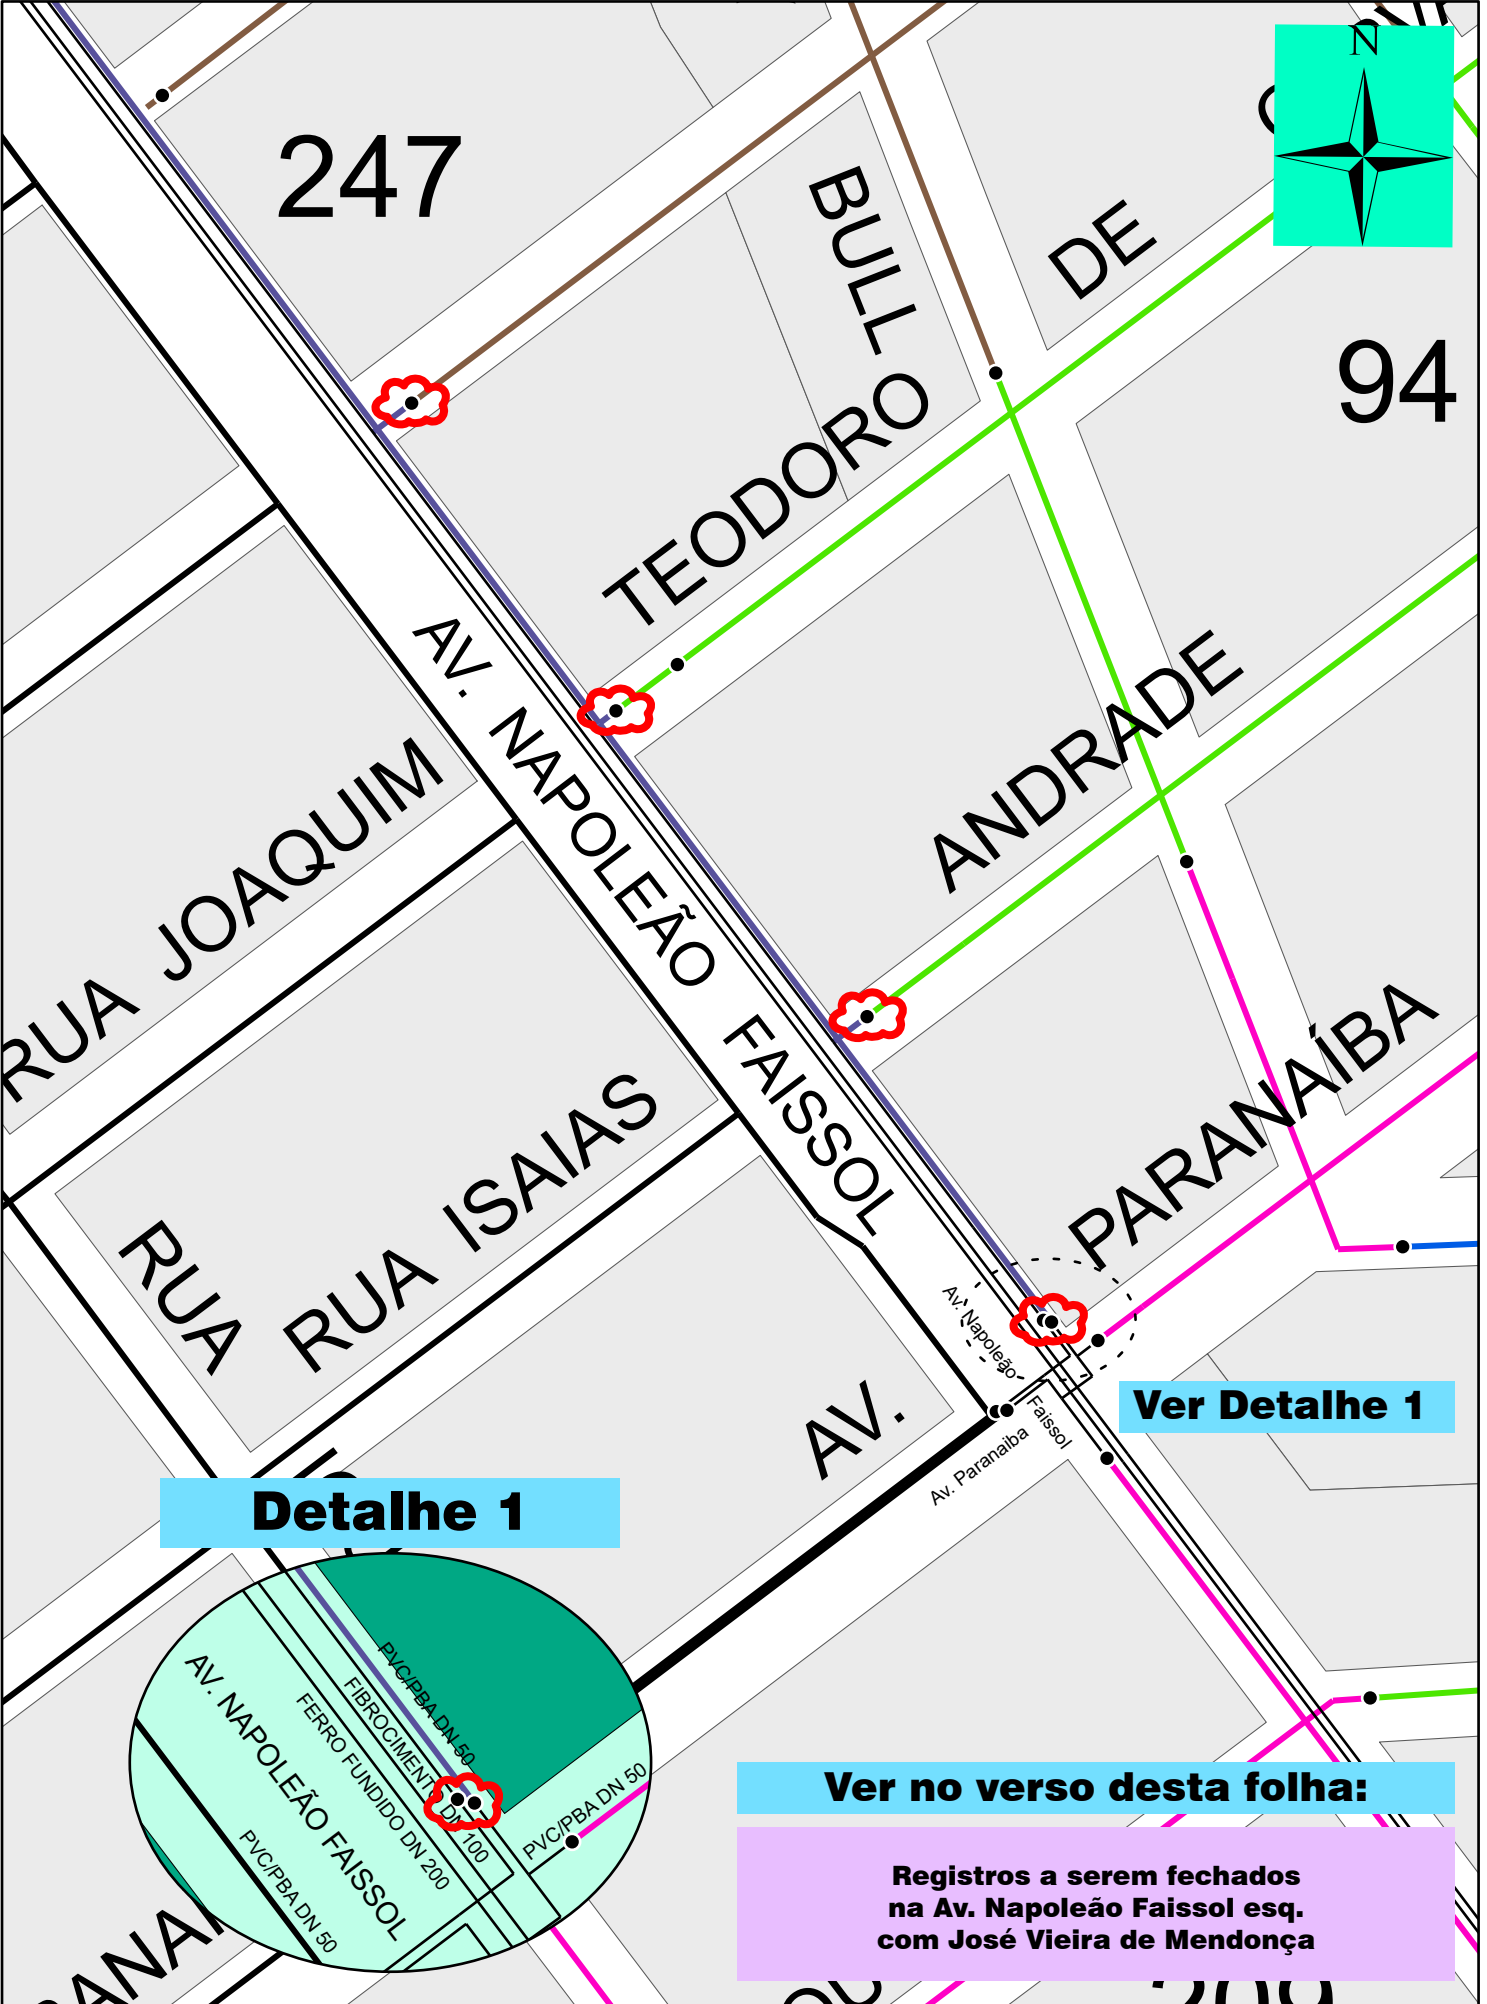 N
247
BULL
DE
94
TEODORO
AV. NAPOLEÃO FAISSOL
ANDRADE
RUA JOAQUIM
PARANAÍBA
RUA ISAIAS
RUA
Av. Napoleão
Faissol
Av. Paranaiba
AV.
Ver Detalhe 1
Detalhe 1
PVC/PBA DN 50
FIBROCIMENTO DN 100
FERRO FUNDIDO DN 200
AV. NAPOLEÃO FAISSOL
PVC/PBA DN 50
PVC/PBA DN 50
Ver no verso desta folha:
Registros a serem fechados
na Av. Napoleão Faissol esq.
com José Vieira de Mendonça